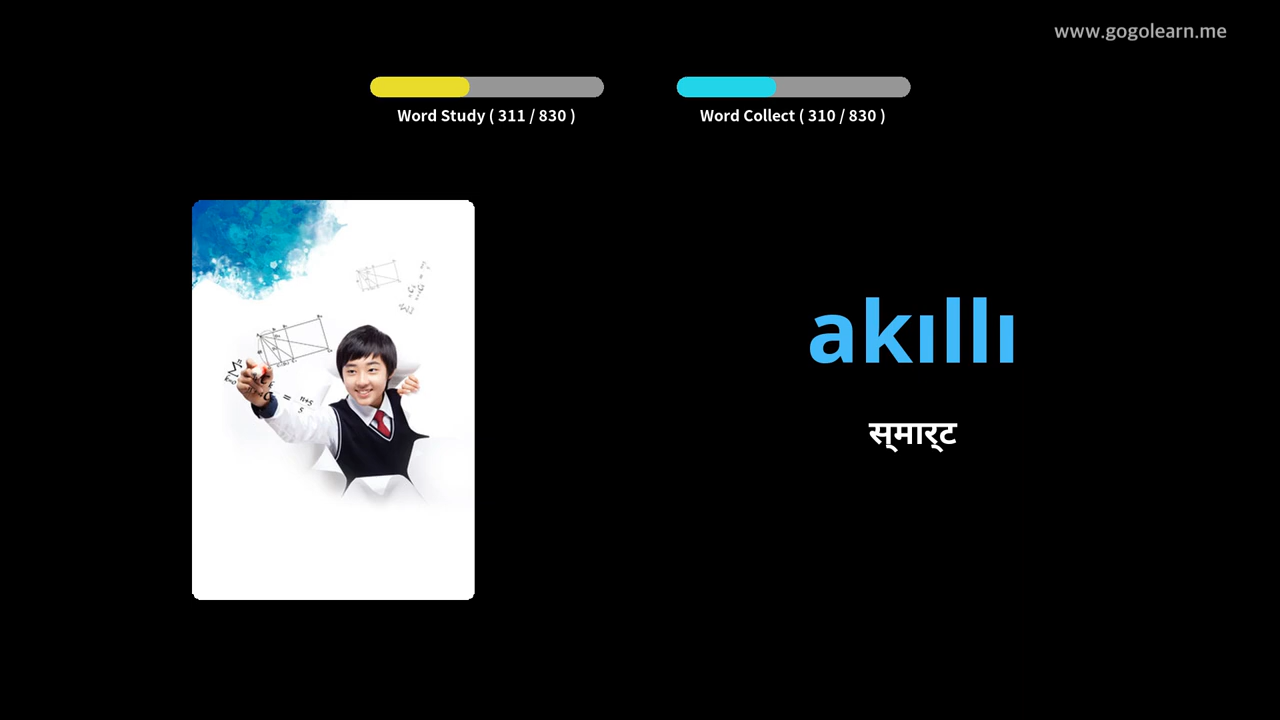 www.gogolearn.me
Word Study ( 311 / 830 )
Word Collect ( 310 / 830 )
akıllı
स्मार्ट